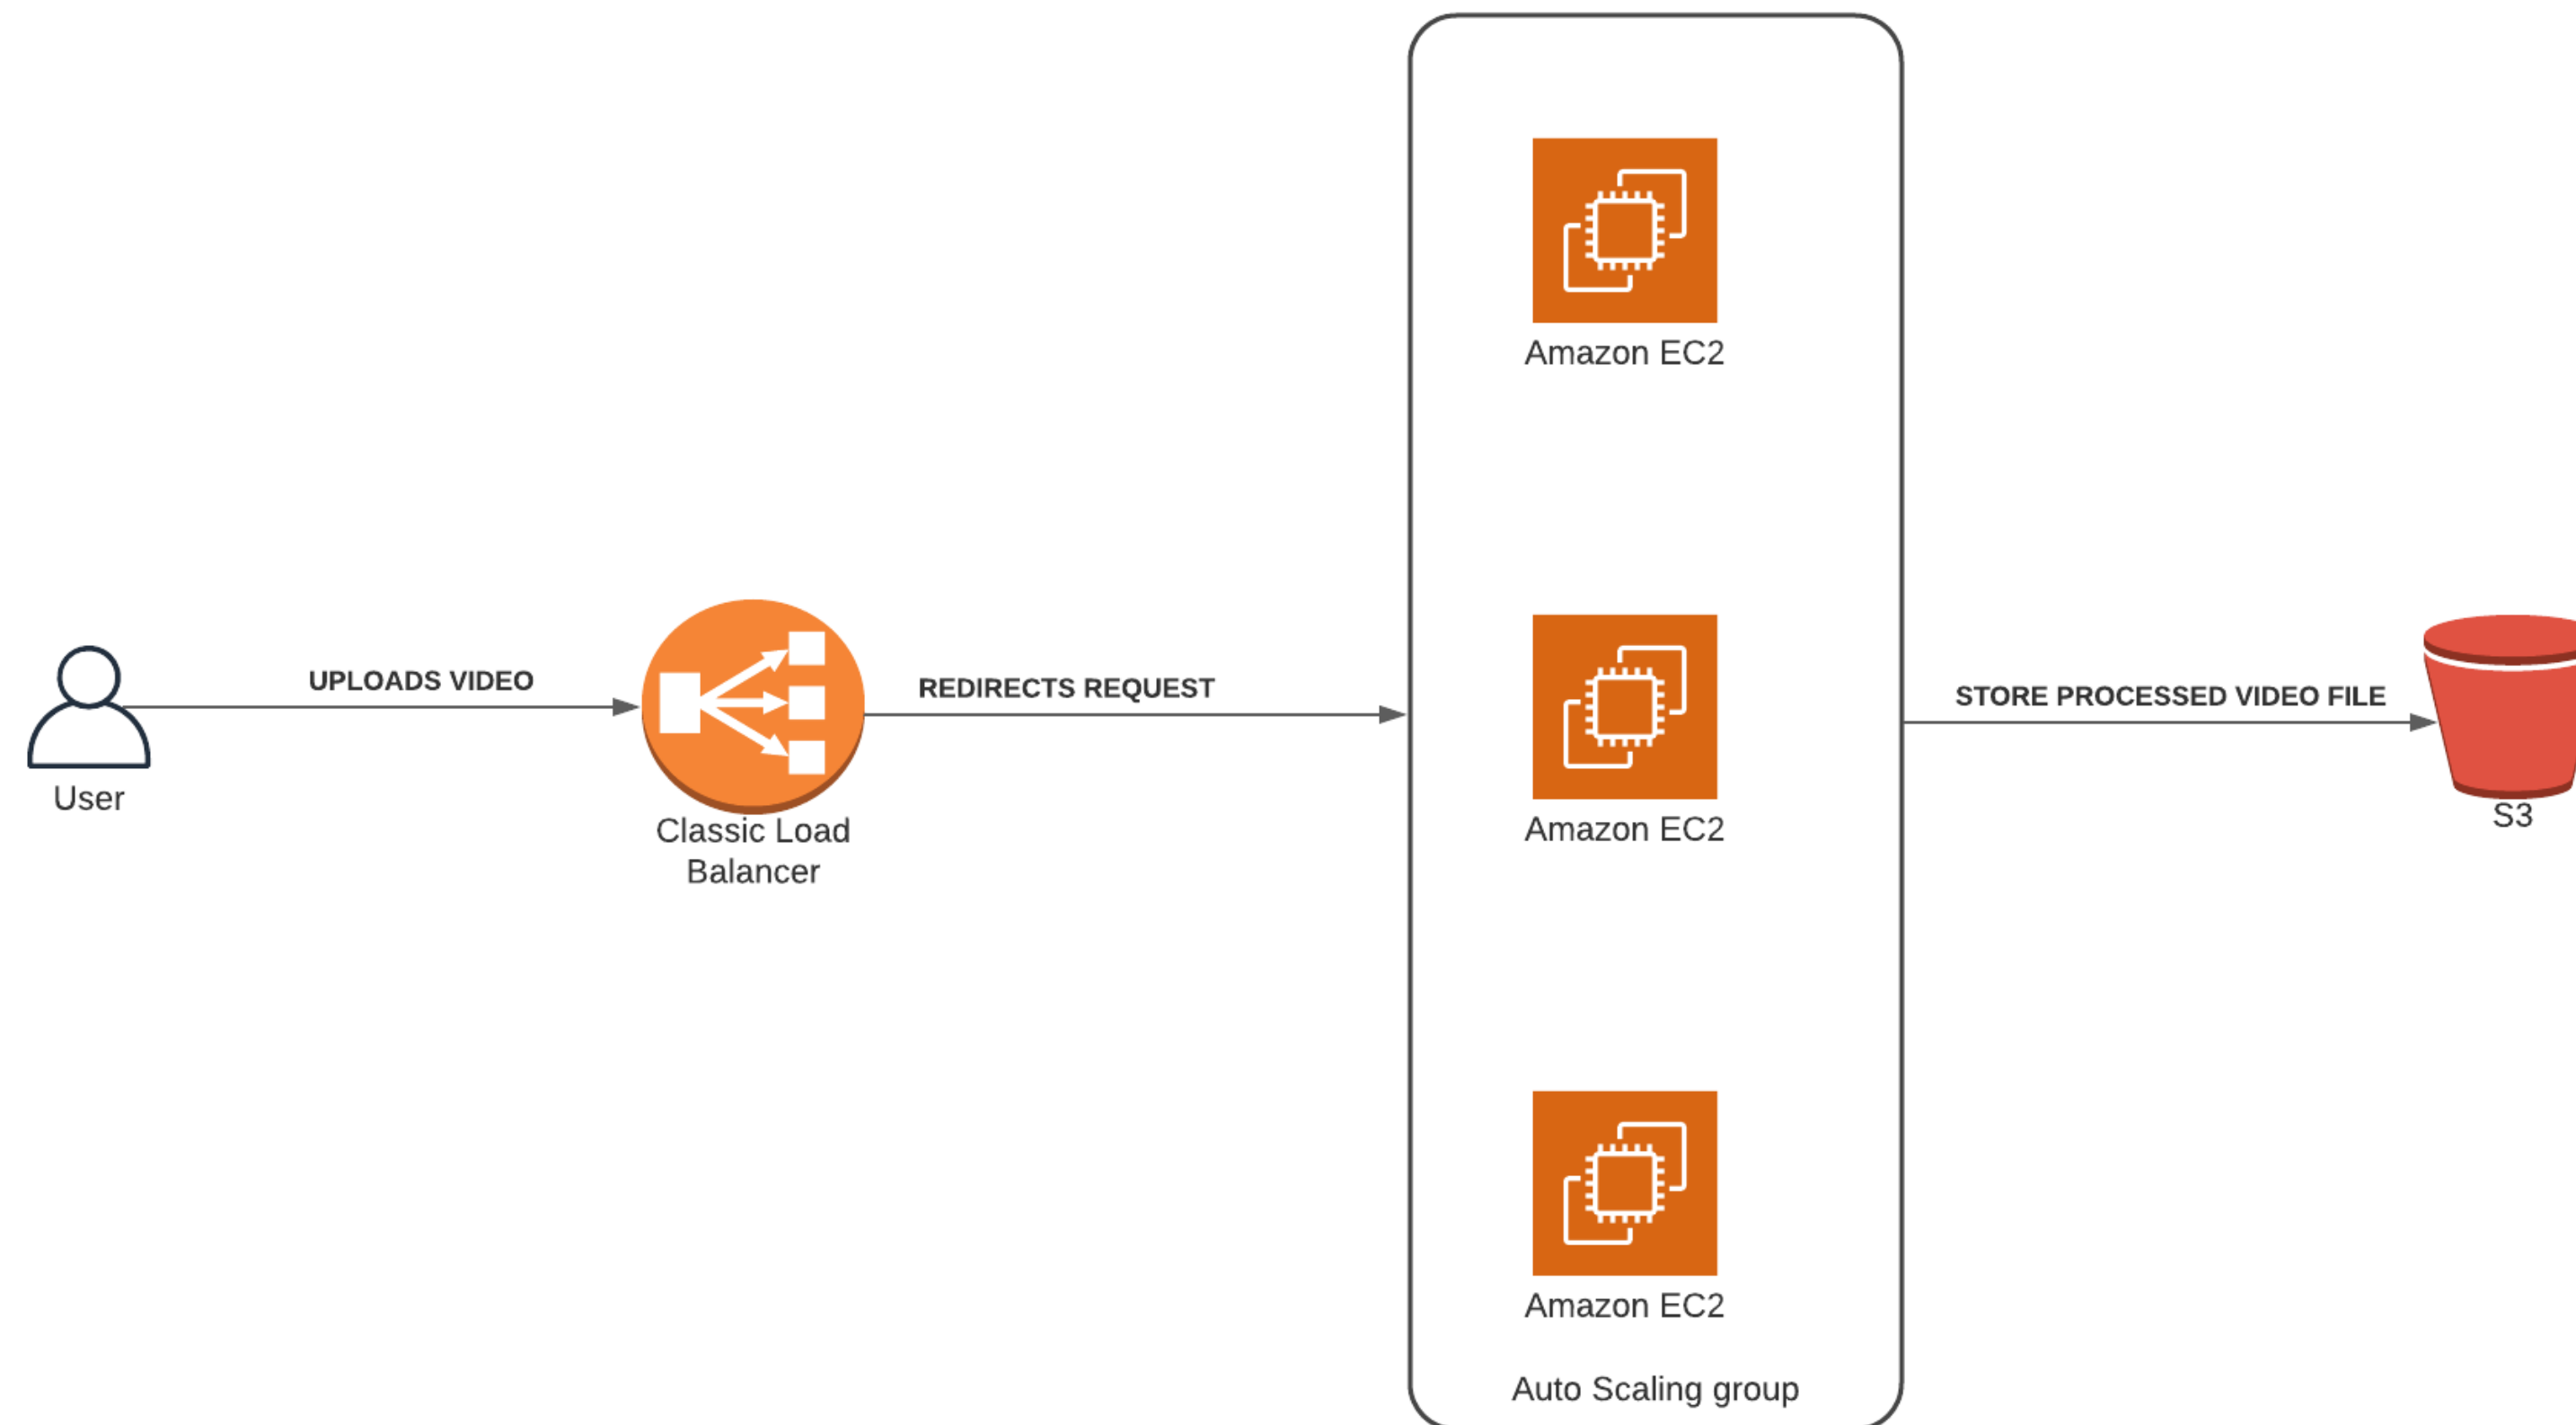 Amazon EC2
UPLOADS VIDEO
REDIRECTS REQUEST
STORE PROCESSED VIDEO FILE
User
Classic Load
Balancer
Amazon EC2
S3
Amazon EC2
Auto Scaling group